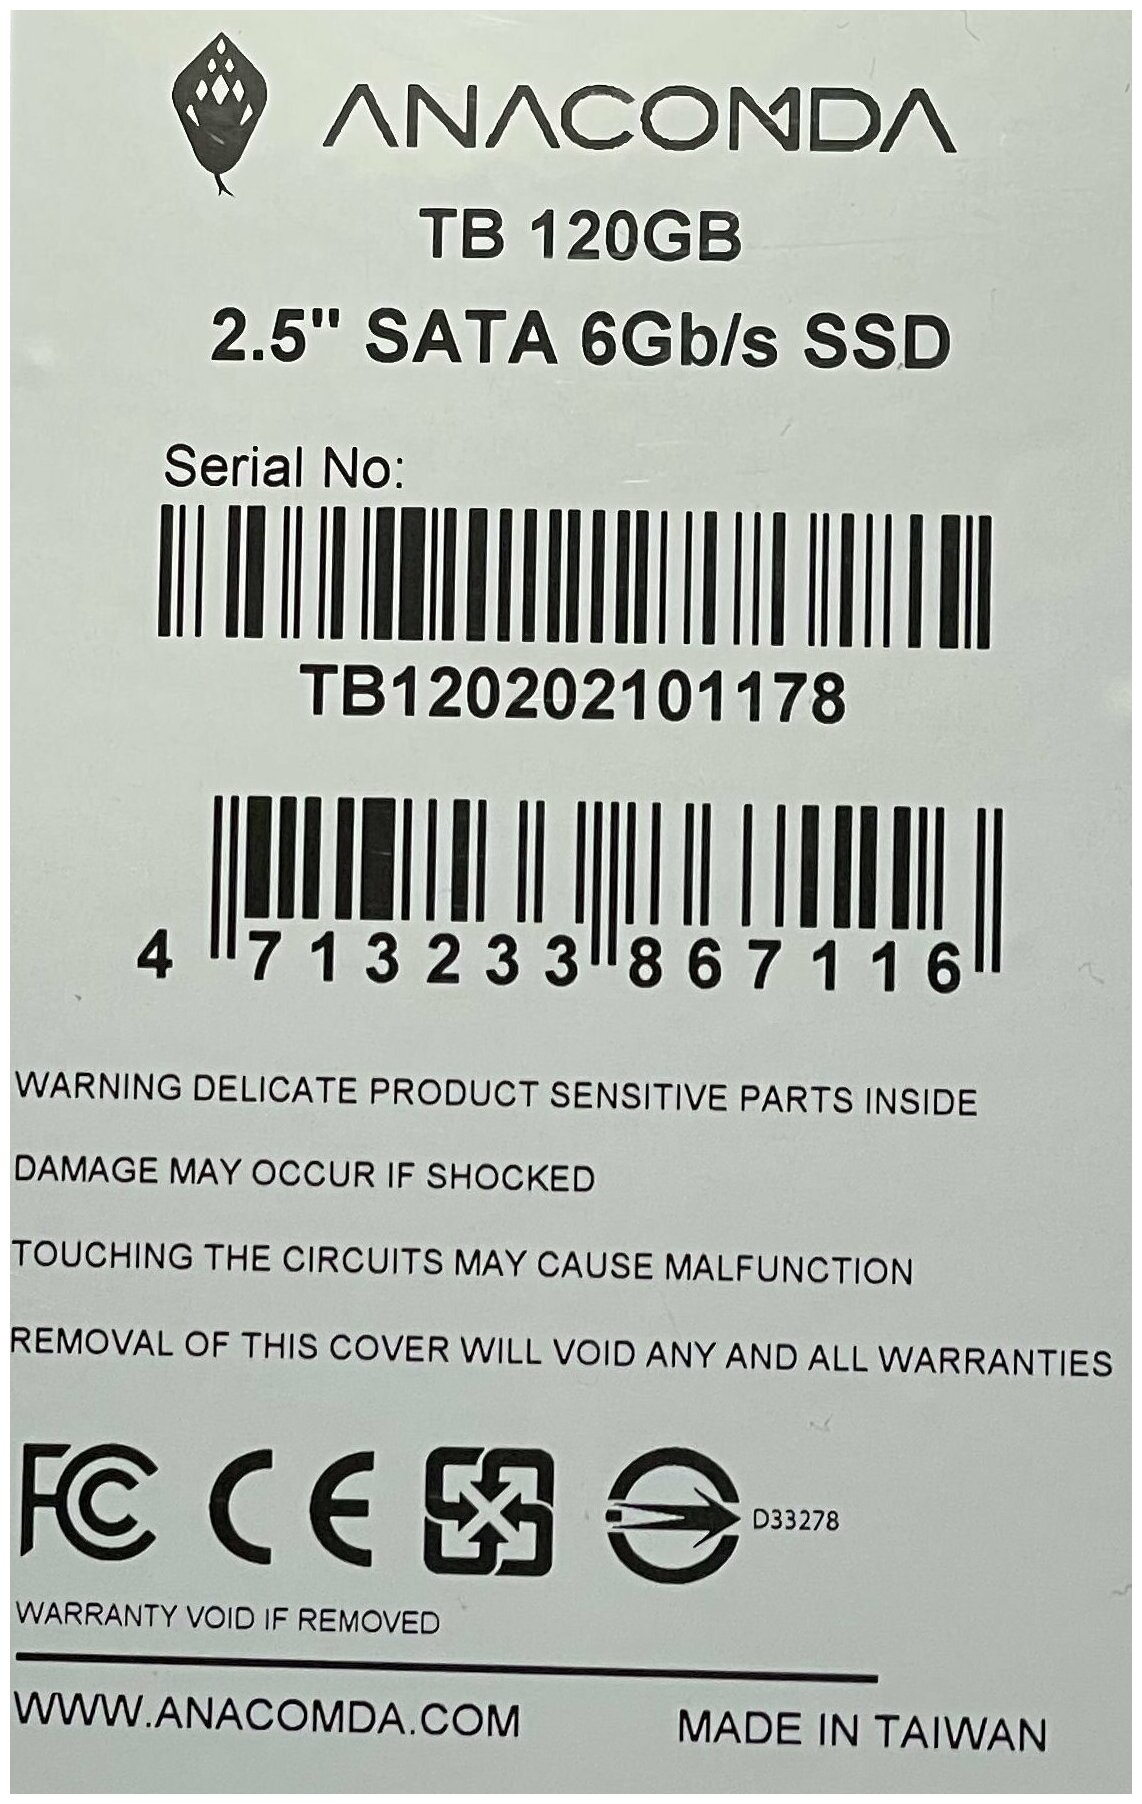 ANACOMDA
TB 120GB
2.5" SATA 6Gb/s SSD
Serial No:
TB120202101178
4 713233 867116
WARNING DELICATE PRODUCT SENSITIVE PARTS INSIDE
DAMAGE MAY OCCUR IF SHOCKED
TOUCHING THE CIRCUITS MAY CAUSE MALFUNCTION
REMOVAL OF THIS COVER WILL VOID ANY AND ALL WARRANTIES
FC CE D33278
WARRANTY VOID IF REMOVED
WWW.ANACOMDA.COM MADE IN TAIWAN